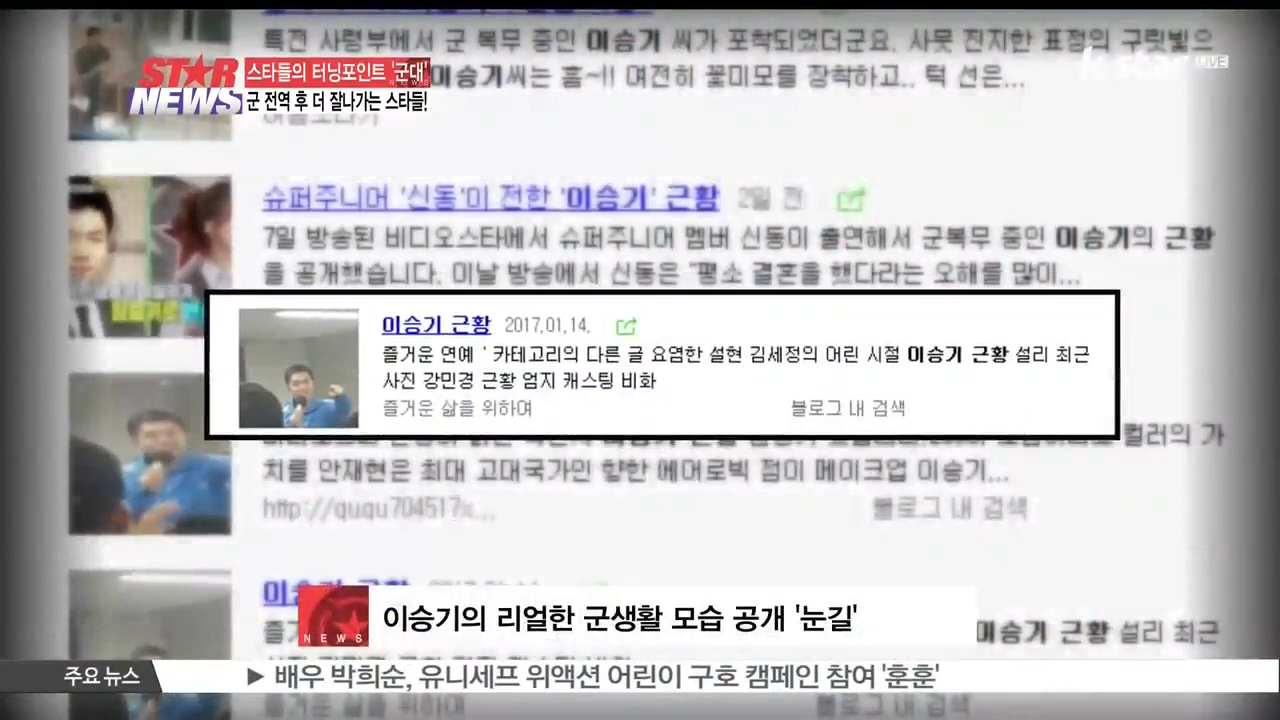 특전 사령부에서 군 복무 중인 이승기 씨가 포착되었더군요. 사뭇 진지한 표정의 구릿빛으
STAR NEWS
스타들의 터닝포인트 '군대'
군 전역 후 더 잘나가는 스타들!
이승기씨는 흠~!! 여전히 꽃미모를 장착하고.. 턱 선은...
k star LIVE
슈퍼주니머 '신동'미 전한 '이승기' 근황 2일 전
7일 방송된 비디오스타에서 슈퍼주니머 멤버 신동미 출연해서 군복무 중인 이승기의 근황
을 공개했습니다. 미날 방송에서 신동은 "평소 결혼을 했다라는 오해를 많이...
이승기 근황 2017.01.14.
즐거운 연예 ' 카테고리의 다른 글 요염한 설현 김세정의 어린 시절 이승기 근황 설리 최근
사진 강민경 근황 엄지 캐스팅 비화
즐거운 삶을 위하여 블로그 내 검색
컬러의 가
치를 안재현은 최대 고대국가인 향한 에어로빅 점이 메이크업 이승기...
블로그 내 검색
이승기의 리얼한 군생활 모습 공개 '눈길'
NEWS
이승기 근황 설리 최근
주요뉴스
▶ 배우 박희순, 유니세프 위액션 어린이 구호 캠페인 참여 '훈훈'